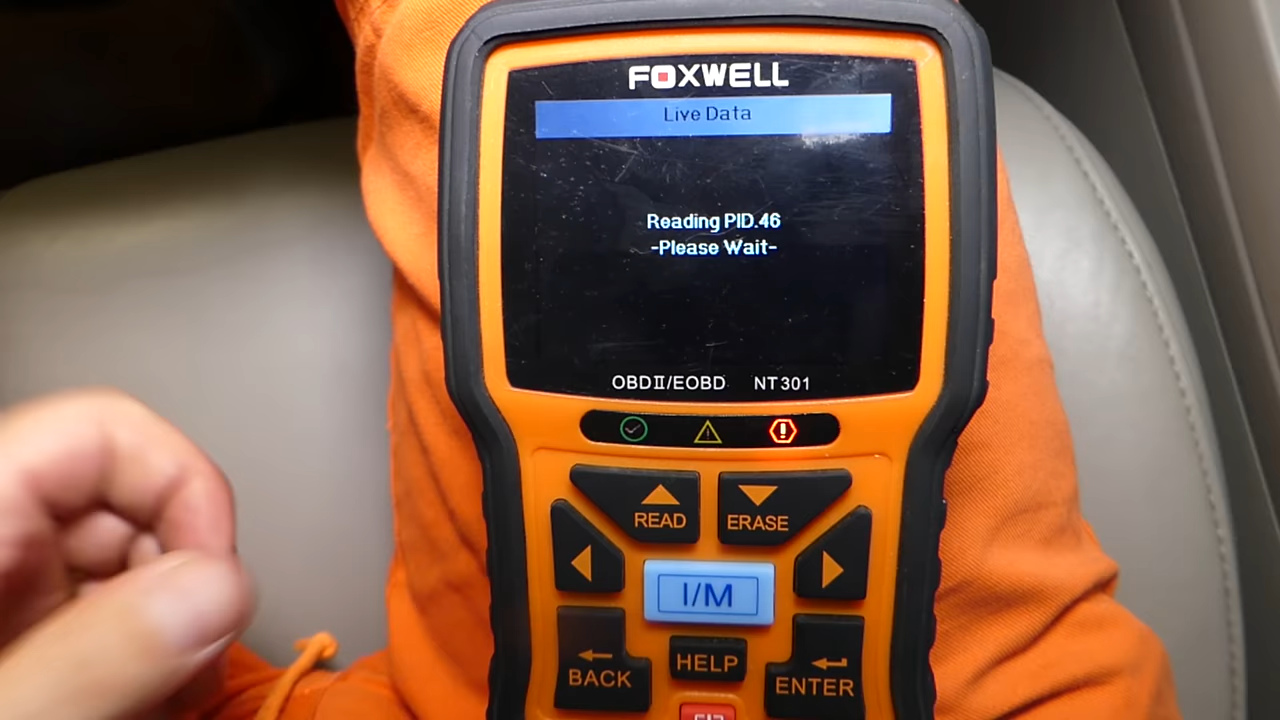 FOXWELL
Live Data
Reading PID.46
-Please Wait-
OBDII/EOBD NT301
READ
ERASE
I/M
BACK
HELP
ENTER